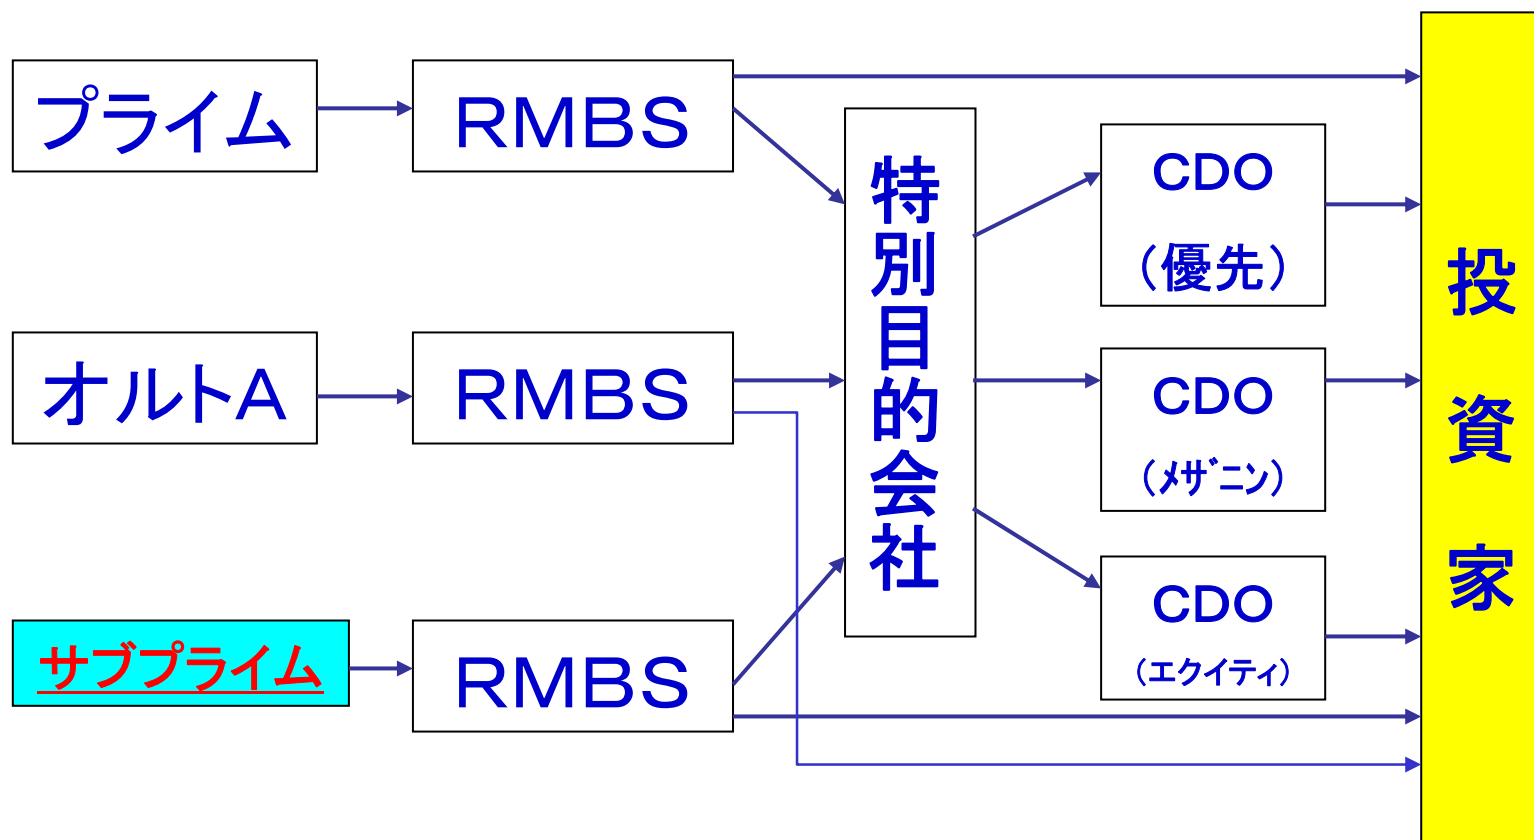 プライム
RMBS
オルトA
RMBS
サブプライム
RMBS
特別目的会社
CDO
(優先)
CDO
(ﾒｻﾞﾆﾝ)
CDO
(エクイティ)
投資家